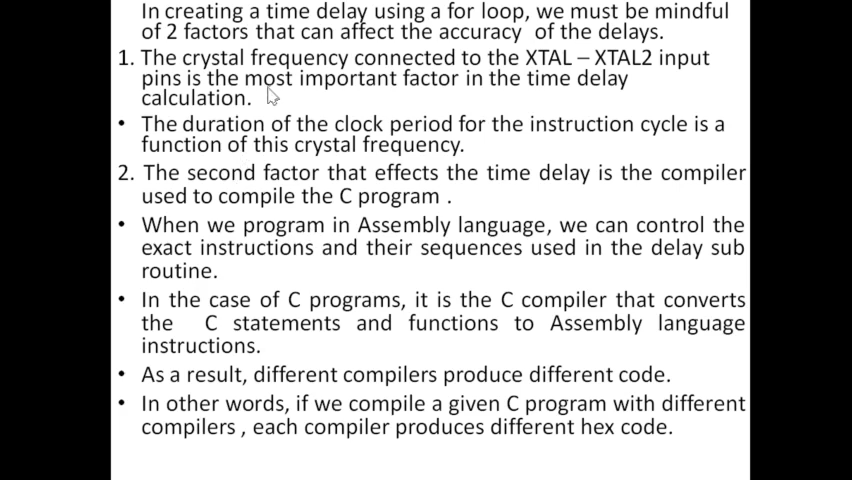 In creating a time delay using a for loop, we must be mindful
of 2 factors that can affect the accuracy of the delays.
1. The crystal frequency connected to the XTAL – XTAL2 input
pins is the most important factor in the time delay
calculation.
• The duration of the clock period for the instruction cycle is a
function of this crystal frequency.
2. The second factor that effects the time delay is the compiler
used to compile the C program .
• When we program in Assembly language, we can control the
exact instructions and their sequences used in the delay sub
routine.
• In the case of C programs, it is the C compiler that converts
the C statements and functions to Assembly language
instructions.
• As a result, different compilers produce different code.
• In other words, if we compile a given C program with different
compilers , each compiler produces different hex code.